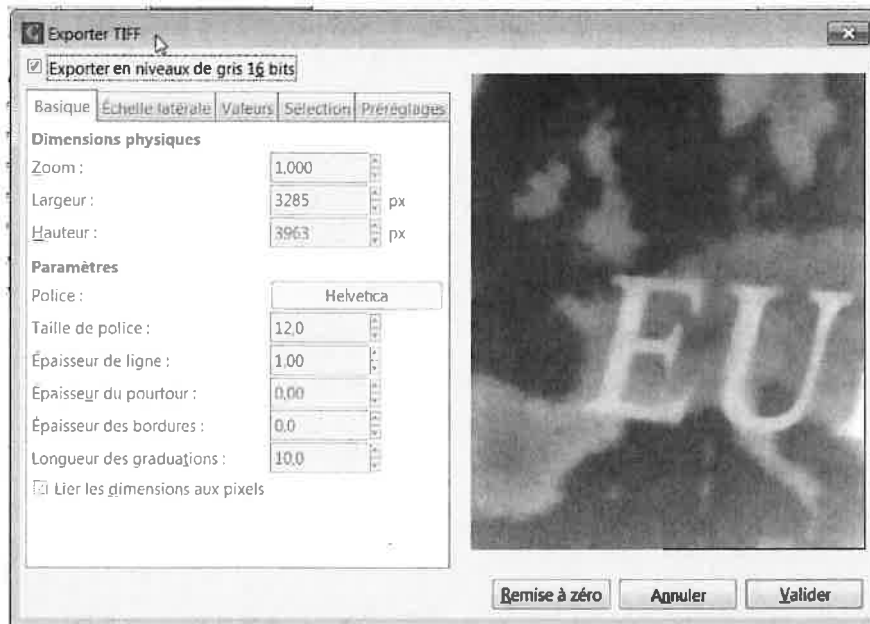 Exporter TIFF
Exporter en niveaux de gris 16 bits
Basique Échelle latérale Valeurs Sélection Préréglages
Dimensions physiques
Zoom : 1,000
Largeur : 3285 px
Hauteur : 3963 px
Paramètres
Police : Helvetica
Taille de police : 12,0
Épaisseur de ligne : 1,00
Épaisseur du pourtour : 0,00
Épaisseur des bordures : 0,0
Longueur des graduations : 10,0
Lier les dimensions aux pixels
EU
Remise à zéro Annuler Valider